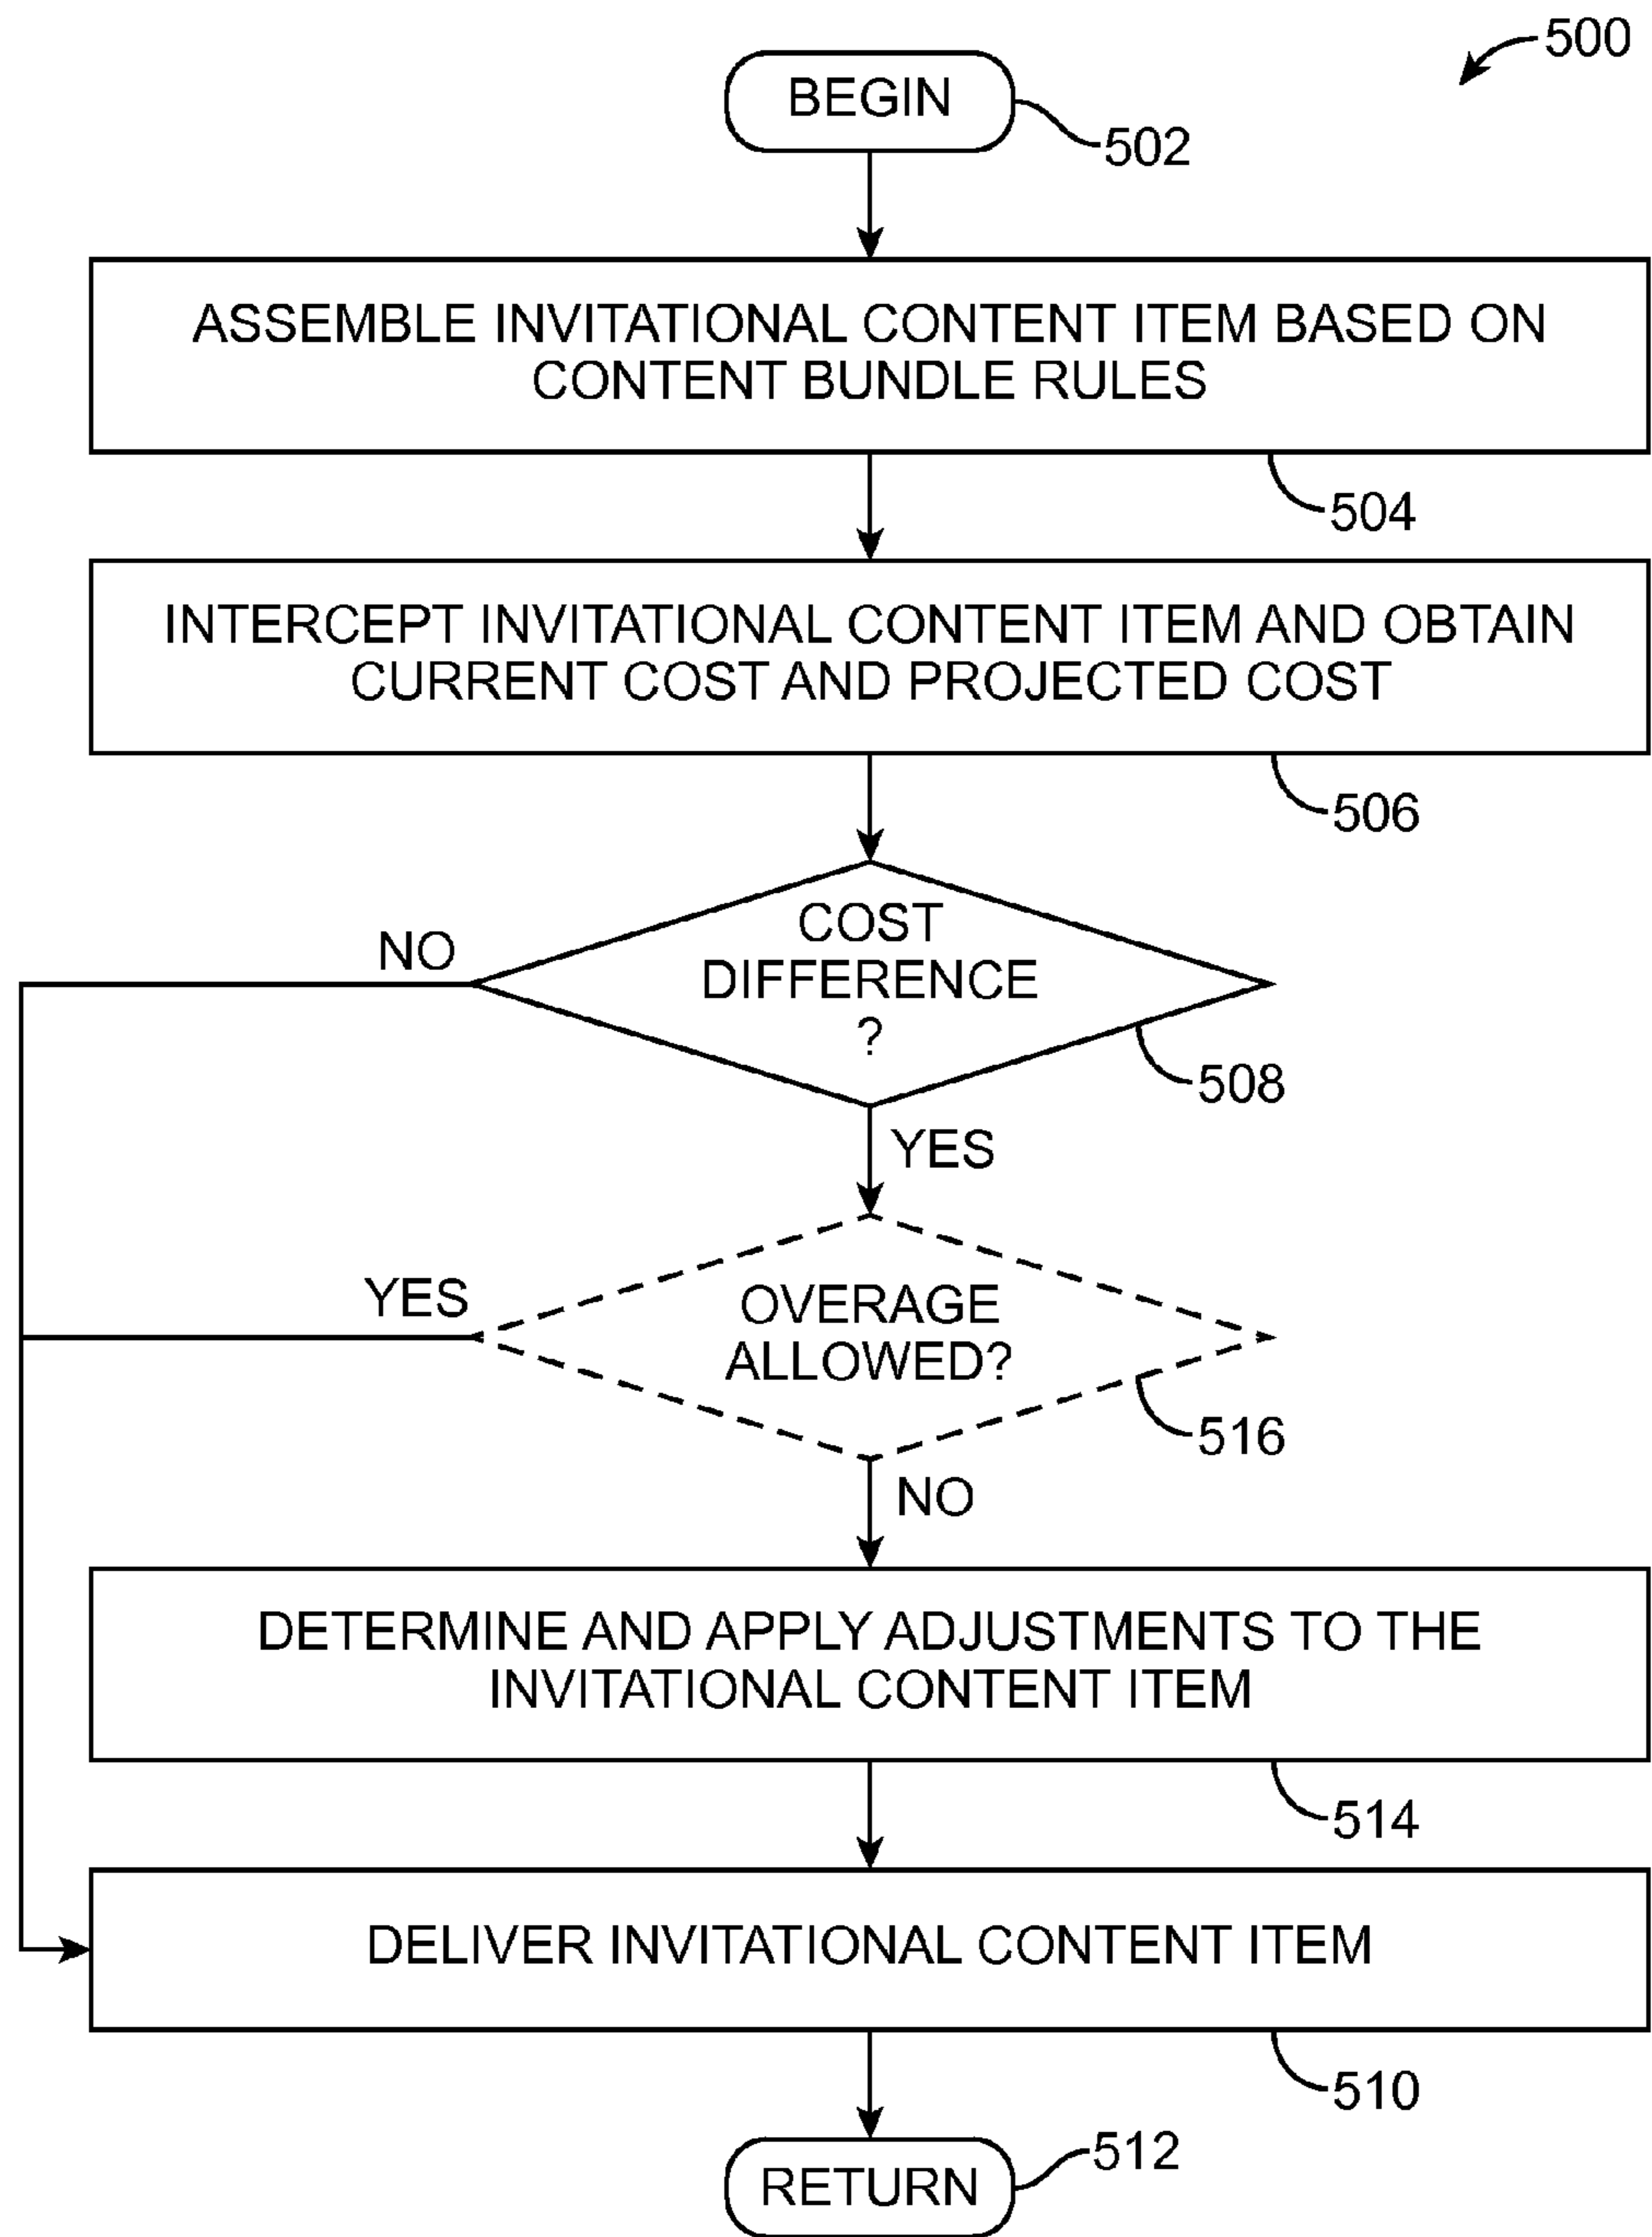 500
BEGIN
502
ASSEMBLE INVITATIONAL CONTENT ITEM BASED ON
CONTENT BUNDLE RULES
504
INTERCEPT INVITATIONAL CONTENT ITEM AND OBTAIN
CURRENT COST AND PROJECTED COST
506
NO
COST
DIFFERENCE
?
508
YES
YES
OVERAGE
ALLOWED?
516
NO
DETERMINE AND APPLY ADJUSTMENTS TO THE
INVITATIONAL CONTENT ITEM
514
DELIVER INVITATIONAL CONTENT ITEM
510
512
RETURN